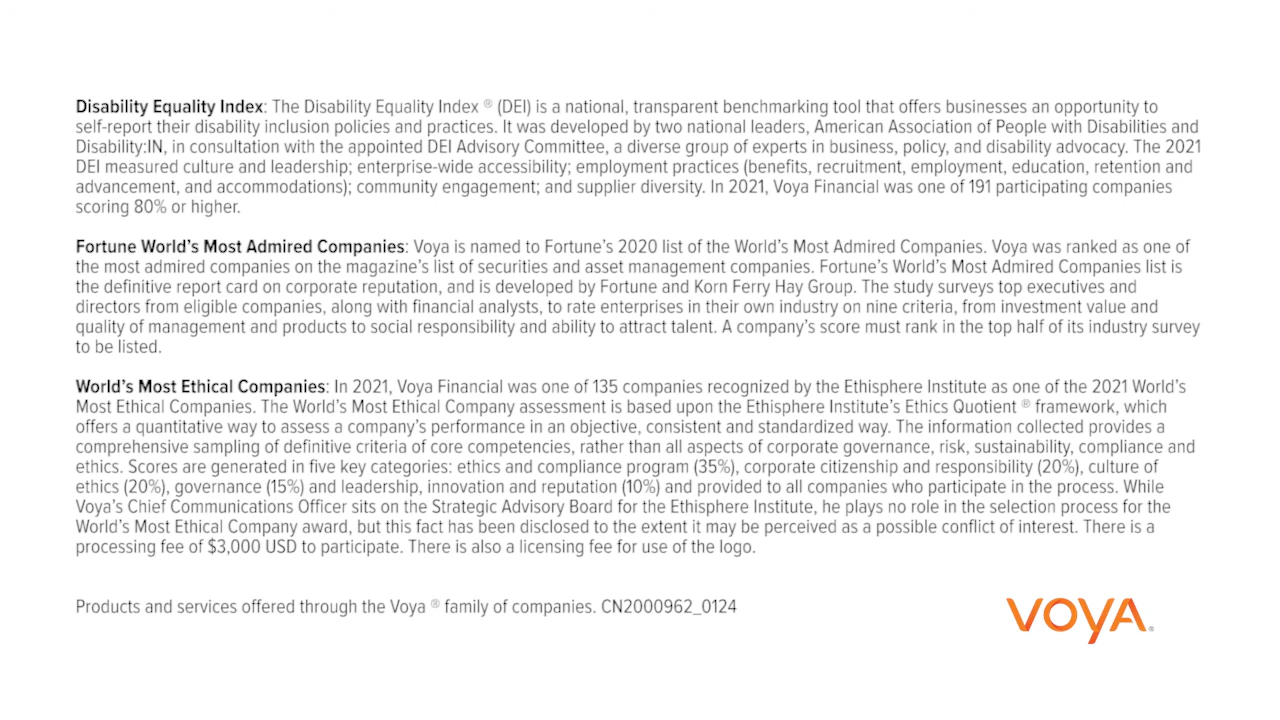 Disability Equality Index: The Disability Equality Index ® (DEI) is a national, transparent benchmarking tool that offers businesses an opportunity to
self-report their disability inclusion policies and practices. It was developed by two national leaders, American Association of People with Disabilities and
Disability:IN, in consultation with the appointed DEI Advisory Committee, a diverse group of experts in business, policy, and disability advocacy. The 2021
DEI measured culture and leadership; enterprise-wide accessibility; employment practices (benefits, recruitment, employment, education, retention and
advancement, and accommodations); community engagement; and supplier diversity. In 2021, Voya Financial was one of 191 participating companies
scoring 80% or higher.
Fortune World's Most Admired Companies: Voya is named to Fortune's 2020 list of the World's Most Admired Companies. Voya was ranked as one of
the most admired companies on the magazine's list of securities and asset management companies. Fortune's World's Most Admired Companies list is
the definitive report card on corporate reputation, and is developed by Fortune and Korn Ferry Hay Group. The study surveys top executives and
directors from eligible companies, along with financial analysts, to rate enterprises in their own industry on nine criteria, from investment value and
quality of management and products to social responsibility and ability to attract talent. A company's score must rank in the top half of its industry survey
to be listed.
World's Most Ethical Companies: In 2021, Voya Financial was one of 135 companies recognized by the Ethisphere Institute as one of the 2021 World's
Most Ethical Companies. The World's Most Ethical Company assessment is based upon the Ethisphere Institute's Ethics Quotient ® framework, which
offers a quantitative way to assess a company's performance in an objective, consistent and standardized way. The information collected provides a
comprehensive sampling of definitive criteria of core competencies, rather than all aspects of corporate governance, risk, sustainability, compliance and
ethics. Scores are generated in five key categories: ethics and compliance program (35%), corporate citizenship and responsibility (20%), culture of
ethics (20%), governance (15%) and leadership, innovation and reputation (10%) and provided to all companies who participate in the process. While
Voya's Chief Communications Officer sits on the Strategic Advisory Board for the Ethisphere Institute, he plays no role in the selection process for the
World's Most Ethical Company award, but this fact has been disclosed to the extent it may be perceived as a possible conflict of interest. There is a
processing fee of $3,000 USD to participate. There is also a licensing fee for use of the logo.
Products and services offered through the Voya ® family of companies. CN2000962_0124
VOYA®